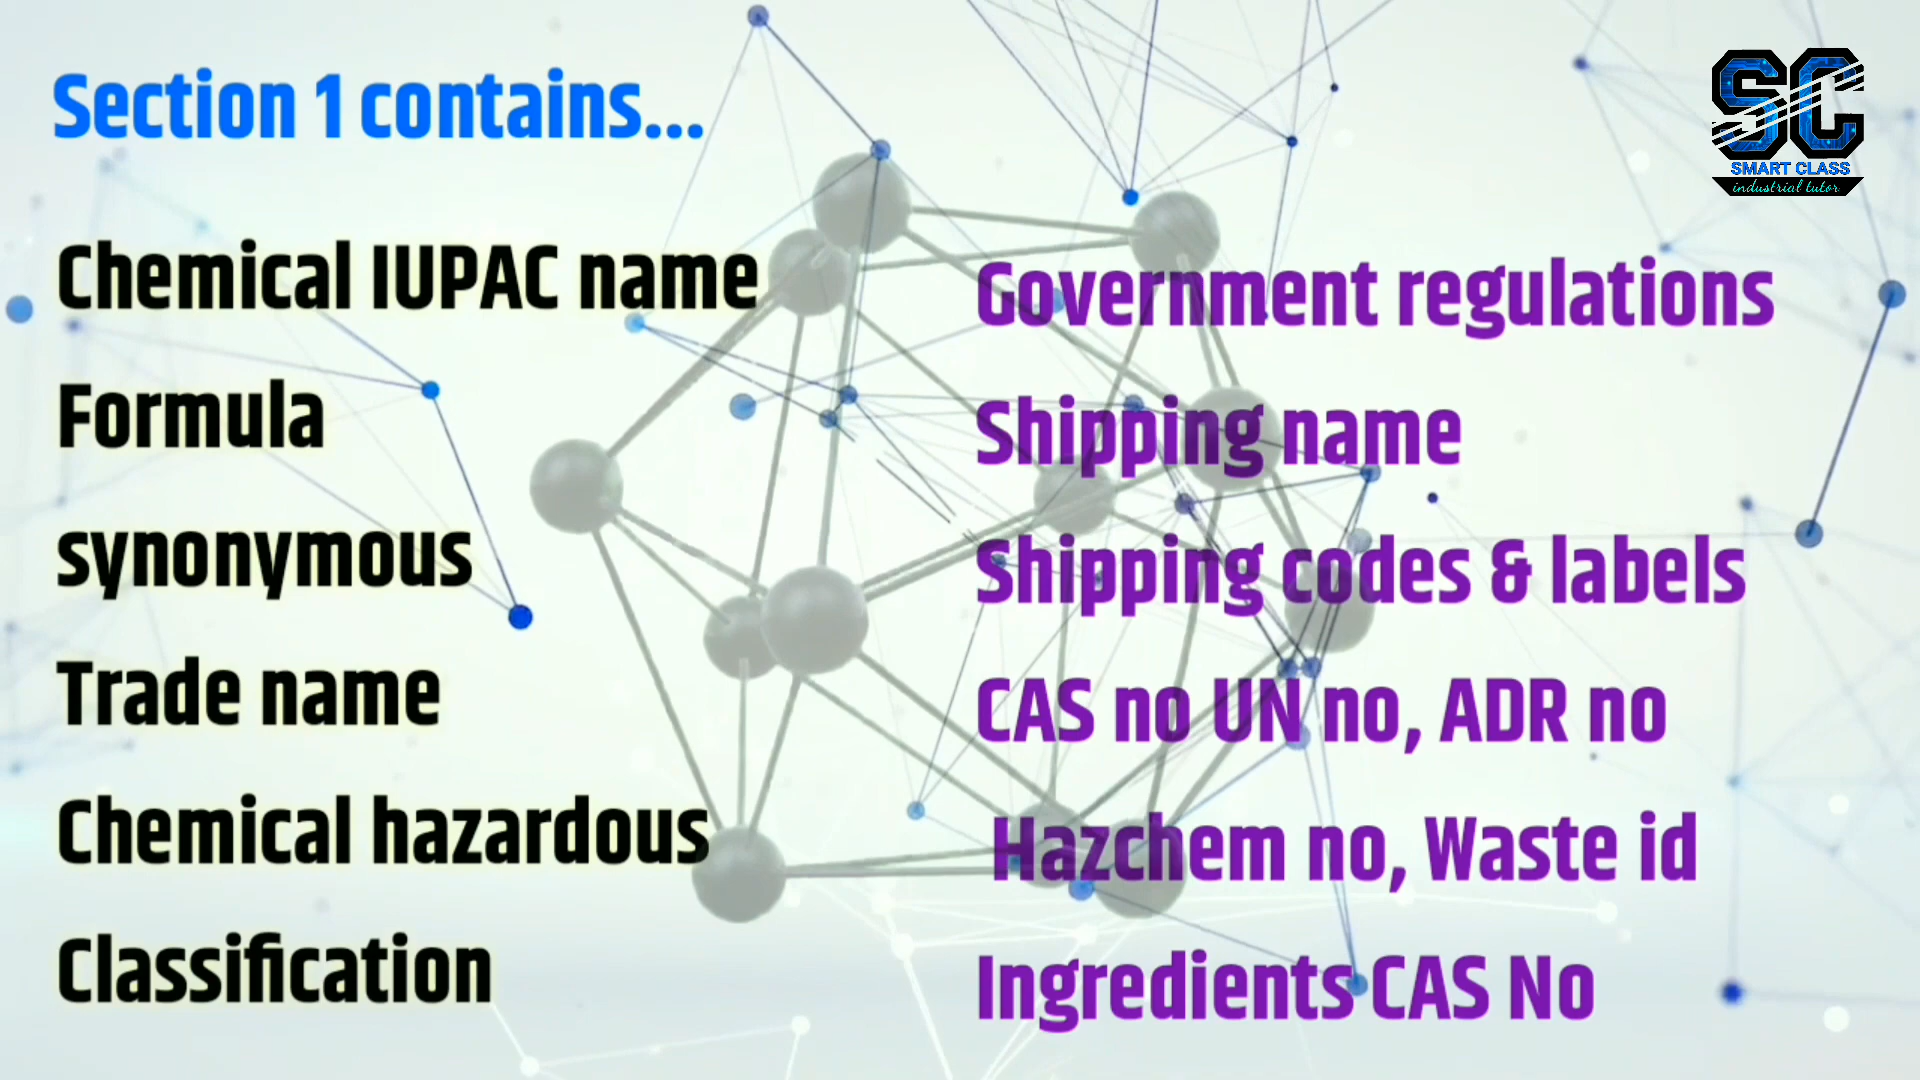 Section 1 contains...
Chemical IUPAC name
Formula
synonymous
Trade name
Chemical hazardous
Classification
Government regulations
Shipping name
Shipping codes & labels
CAS no UN no, ADR no
Hazchem no, Waste id
Ingredients CAS No
SC
SMART CLASS
industrial tutor